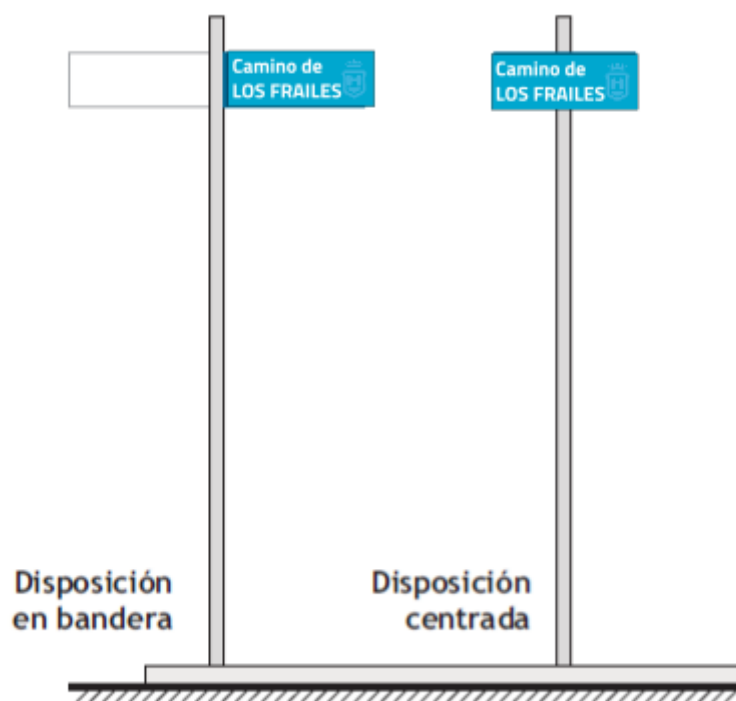 Camino de
LOS FRAILES
Camino de
LOS FRAILES
Disposición
en bandera
Disposición
centrada